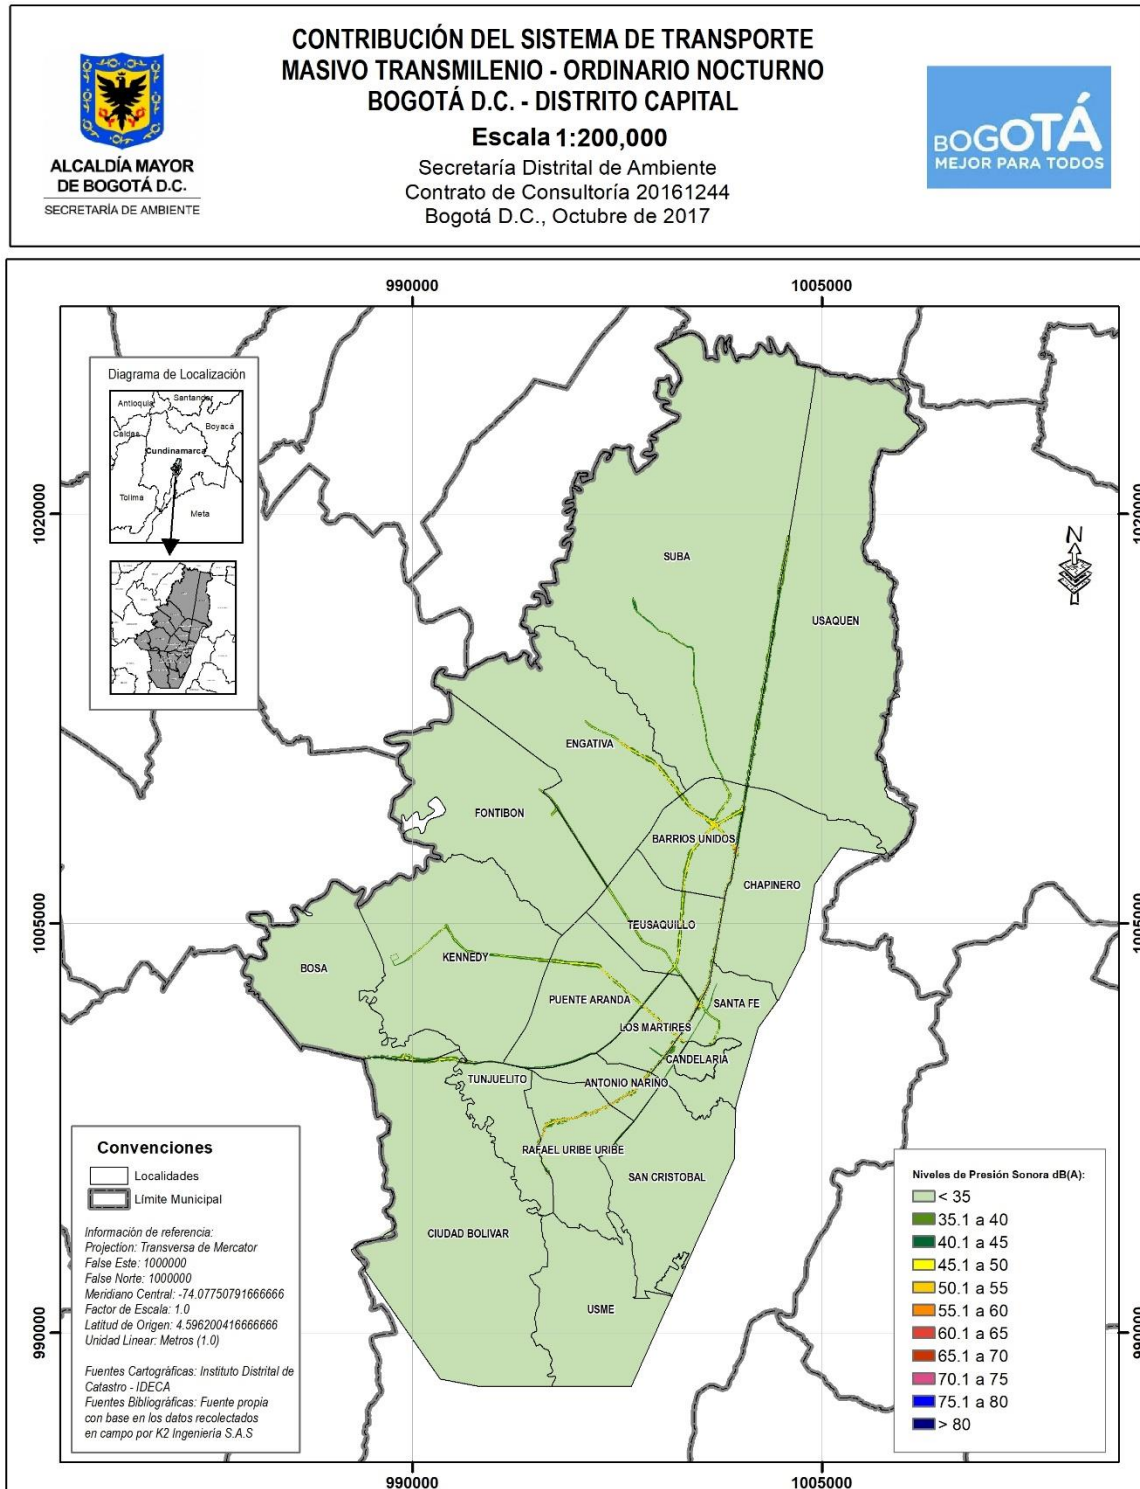 CONTRIBUCIÓN DEL SISTEMA DE TRANSPORTE
MASIVO TRANSMILENIO - ORDINARIO NOCTURNO
BOGOTÁ D.C. - DISTRITO CAPITAL
Escala 1:200,000
Secretaría Distrital de Ambiente
Contrato de Consultoría 20161244
Bogotá D.C., Octubre de 2017
ALCALDÍA MAYOR
DE BOGOTÁ D.C.
SECRETARÍA DE AMBIENTE
BOGOTÁ
MEJOR PARA TODOS
990000
1005000
Diagrama de Localización
Antioquia
Santander
Boyacá
Caldas
Cundinamarca
Tolima
Meta
1020000
1020000
N
SUBA
USAQUEN
ENGATIVA
FONTIBON
BARRIOS UNIDOS
CHAPINERO
1005000
1005000
TEUSAQUILLO
KENNEDY
BOSA
PUENTE ARANDA
SANTA FE
LOS MARTIRES
CANDELARIA
TUNJUELITO
ANTONIO NARIÑO
RAFAEL URIBE URIBE
SAN CRISTOBAL
CIUDAD BOLIVAR
USME
990000
990000
Convenciones
Localidades
Límite Municipal
Información de referencia:
Projection: Transversa de Mercator
False Este: 1000000
False Norte: 1000000
Meridiano Central: -74.07750791666666
Factor de Escala: 1.0
Latitud de Origen: 4.596200416666666
Unidad Linear: Metros (1.0)
Fuentes Cartográficas: Instituto Distrital de
Catastro - IDECA
Fuentes Bibliográficas: Fuente propia
con base en los datos recolectados
en campo por K2 Ingeniería S.A.S
Niveles de Presión Sonora dB(A):
< 35
35.1 a 40
40.1 a 45
45.1 a 50
50.1 a 55
55.1 a 60
60.1 a 65
65.1 a 70
70.1 a 75
75.1 a 80
> 80
990000
1005000